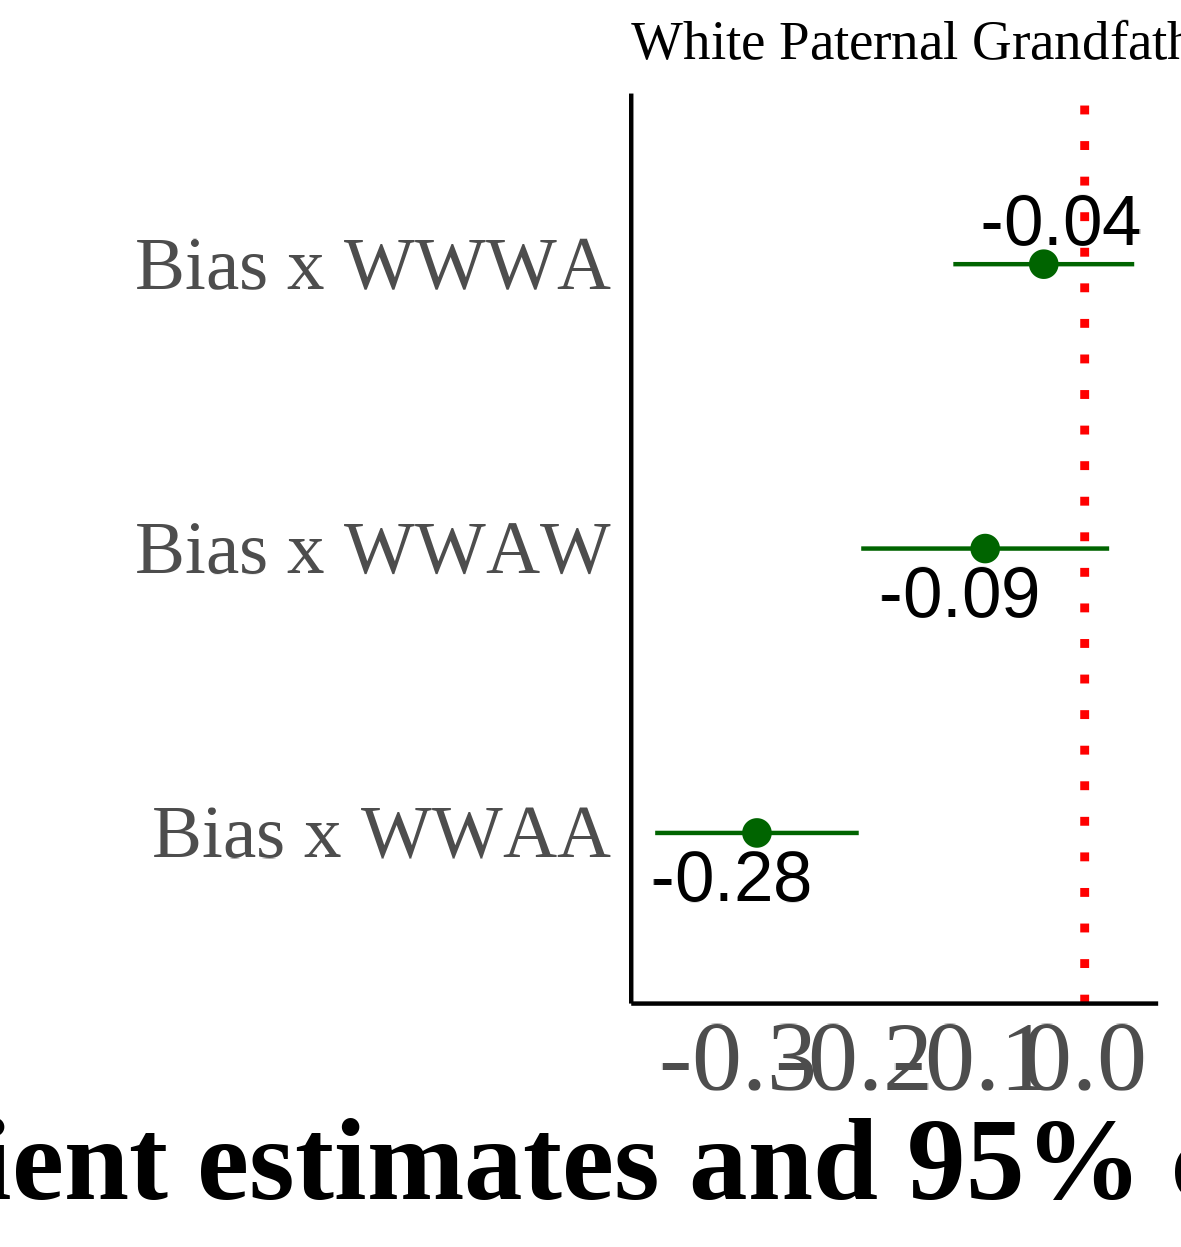 White Paternal Grandfath
-0.04
Bias x WWWA
Bias x WWAW
-0.09
Bias x WWAA
-0.28
-0.3 -0.2 -0.1 0.0
ient estimates and 95%